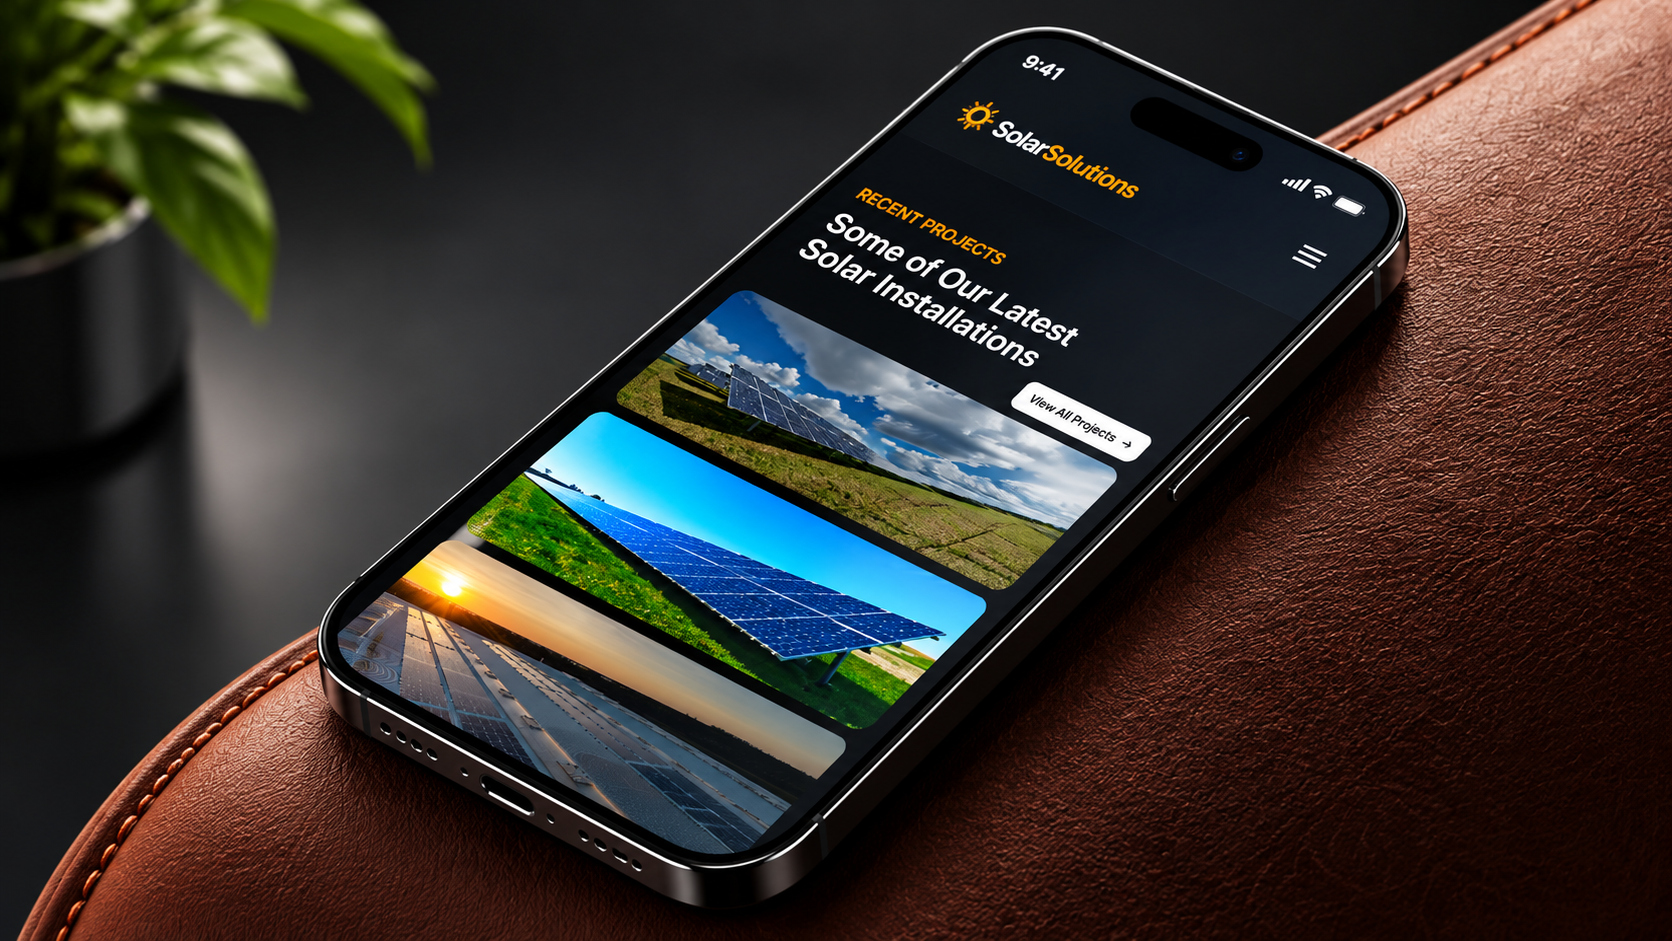 9:41
SolarSolutions
RECENT PROJECTS
Some of Our Latest
Solar Installations
View All Projects →